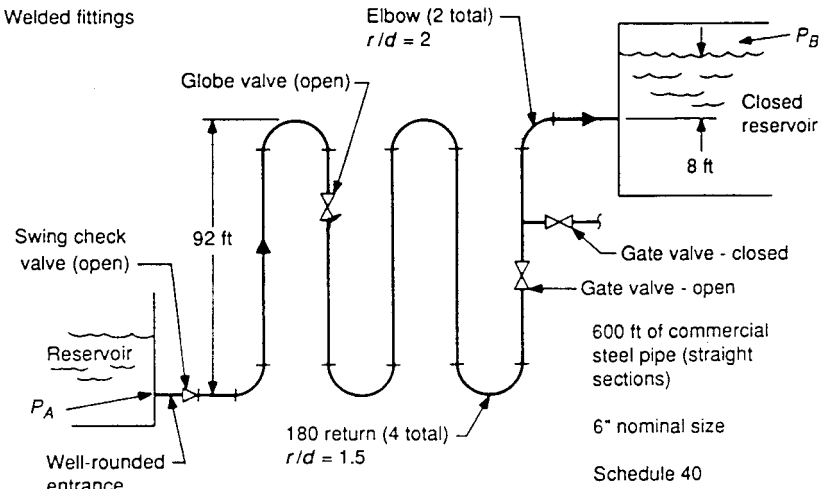 Welded fittings
Elbow (2 total)
r/d = 2
P_B
Globe valve (open)
Closed
reservoir
8 ft
92 ft
Swing check
valve (open)
Gate valve - closed
Gate valve - open
Reservoir
600 ft of commercial
steel pipe (straight
sections)
P_A
180 return (4 total)
r/d = 1.5
6" nominal size
Well-rounded
entrance
Schedule 40